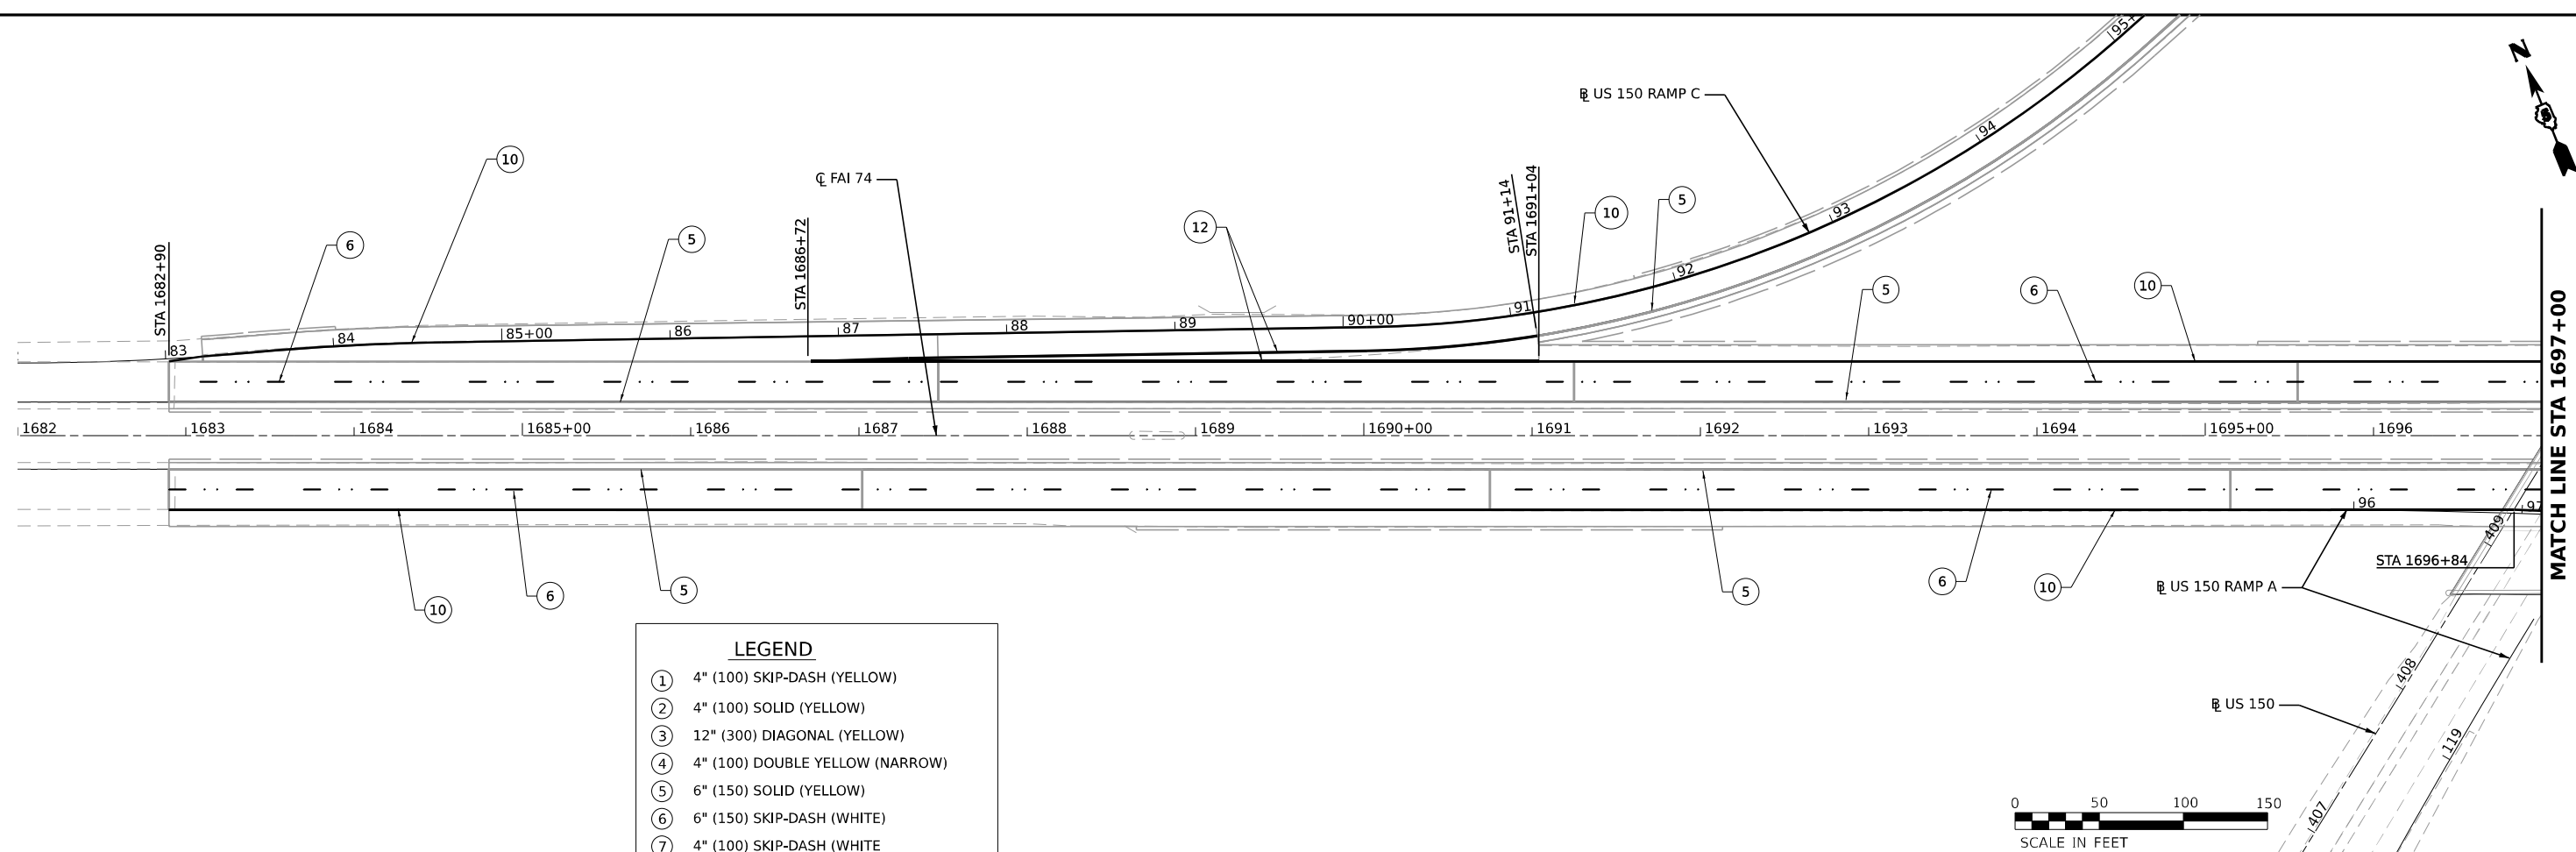 95+
N
℄ US 150 RAMP C
94
10
℄ FAI 74
STA 91+14
STA 1691+04
93
5
12
10
6
5
STA 1682+90
STA 1686+72
92
5
6
10
91
83
84
85+00
86
87
88
89
90+00
MATCH LINE STA 1697+00
1682
1683
1684
1685+00
1686
1687
1688
1689
1690+00
1691
1692
1693
1694
1695+00
1696
96
97
409
STA 1696+84
10
6
5
5
6
10
℄ US 150 RAMP A
LEGEND
1 4" (100) SKIP-DASH (YELLOW)
2 4" (100) SOLID (YELLOW)
3 12" (300) DIAGONAL (YELLOW)
4 4" (100) DOUBLE YELLOW (NARROW)
5 6" (150) SOLID (YELLOW)
6 6" (150) SKIP-DASH (WHITE)
7 4" (100) SKIP-DASH (WHITE
408
℄ US 150
119
407
0 50 100 150
SCALE IN FEET